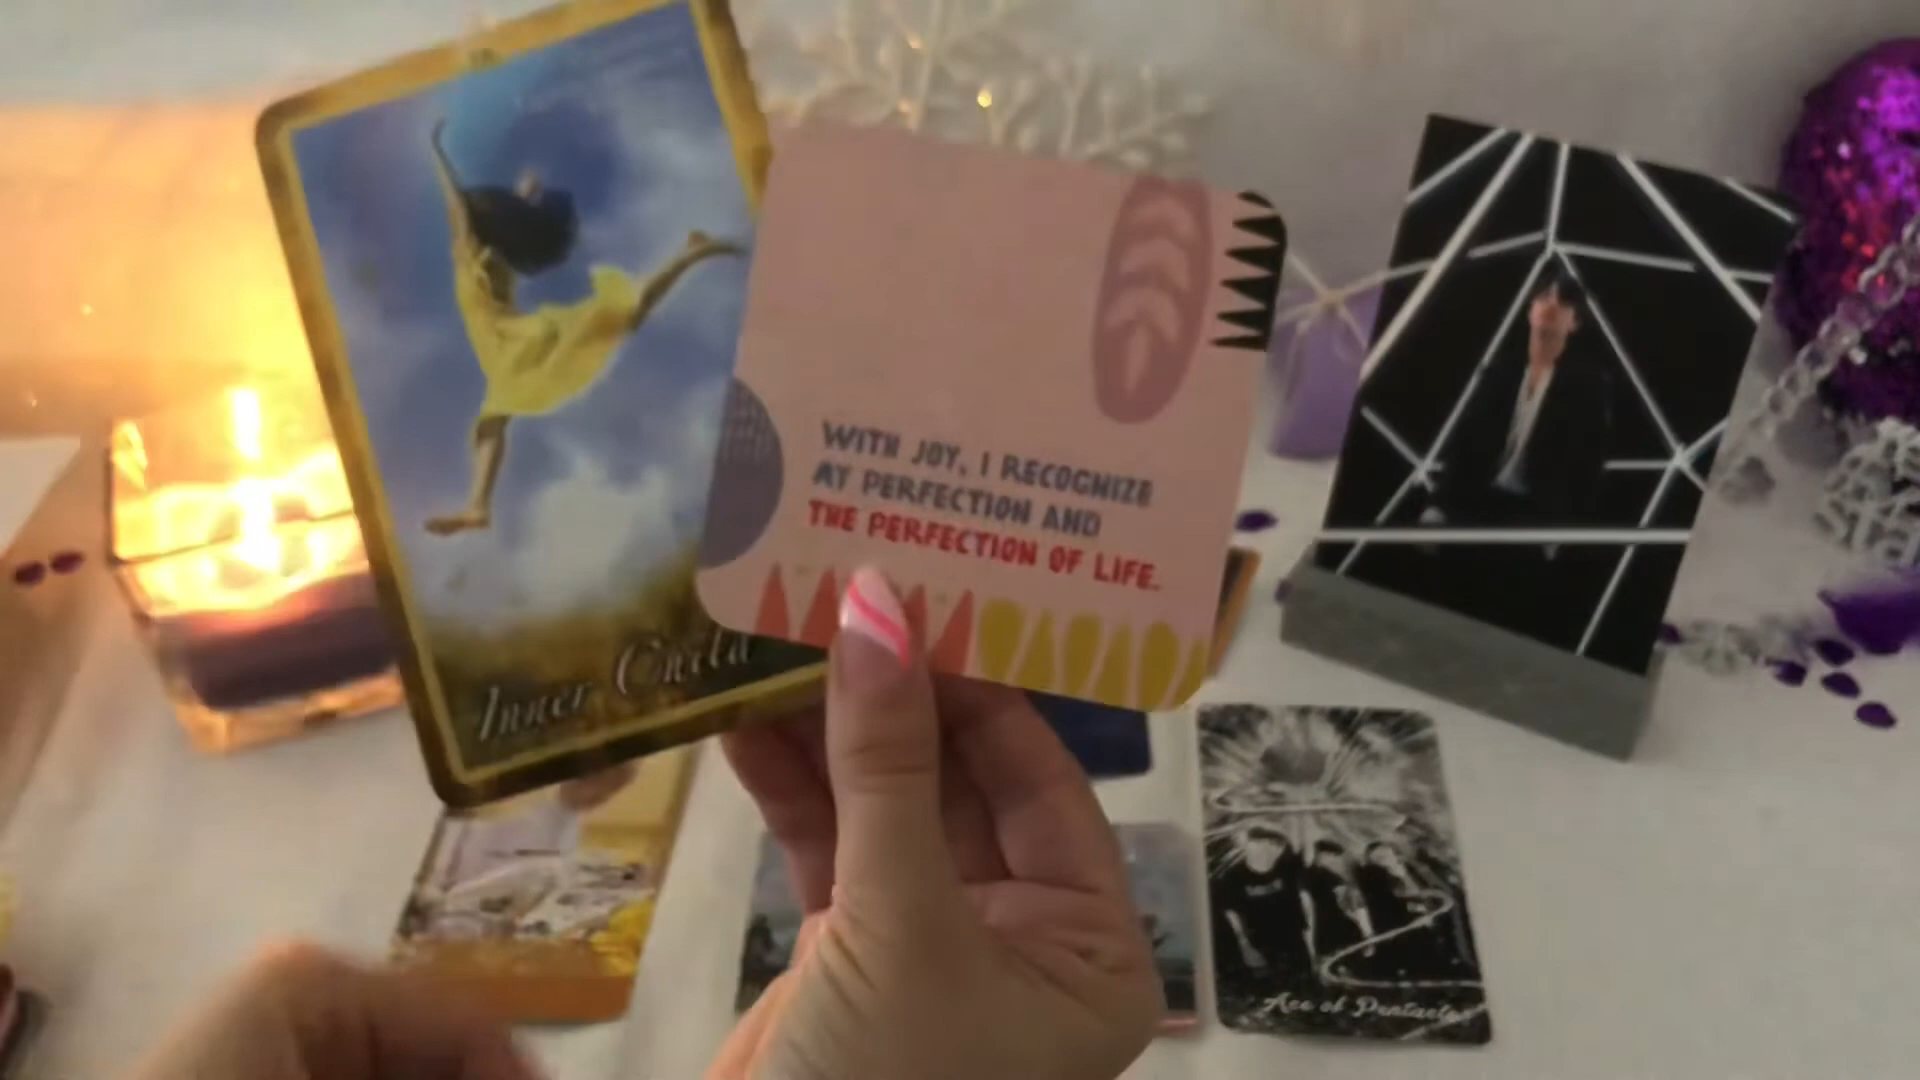 Inner Child
WITH JOY, I RECOGNIZE
MY PERFECTION AND
THE PERFECTION OF LIFE.
Ace of Pentacles